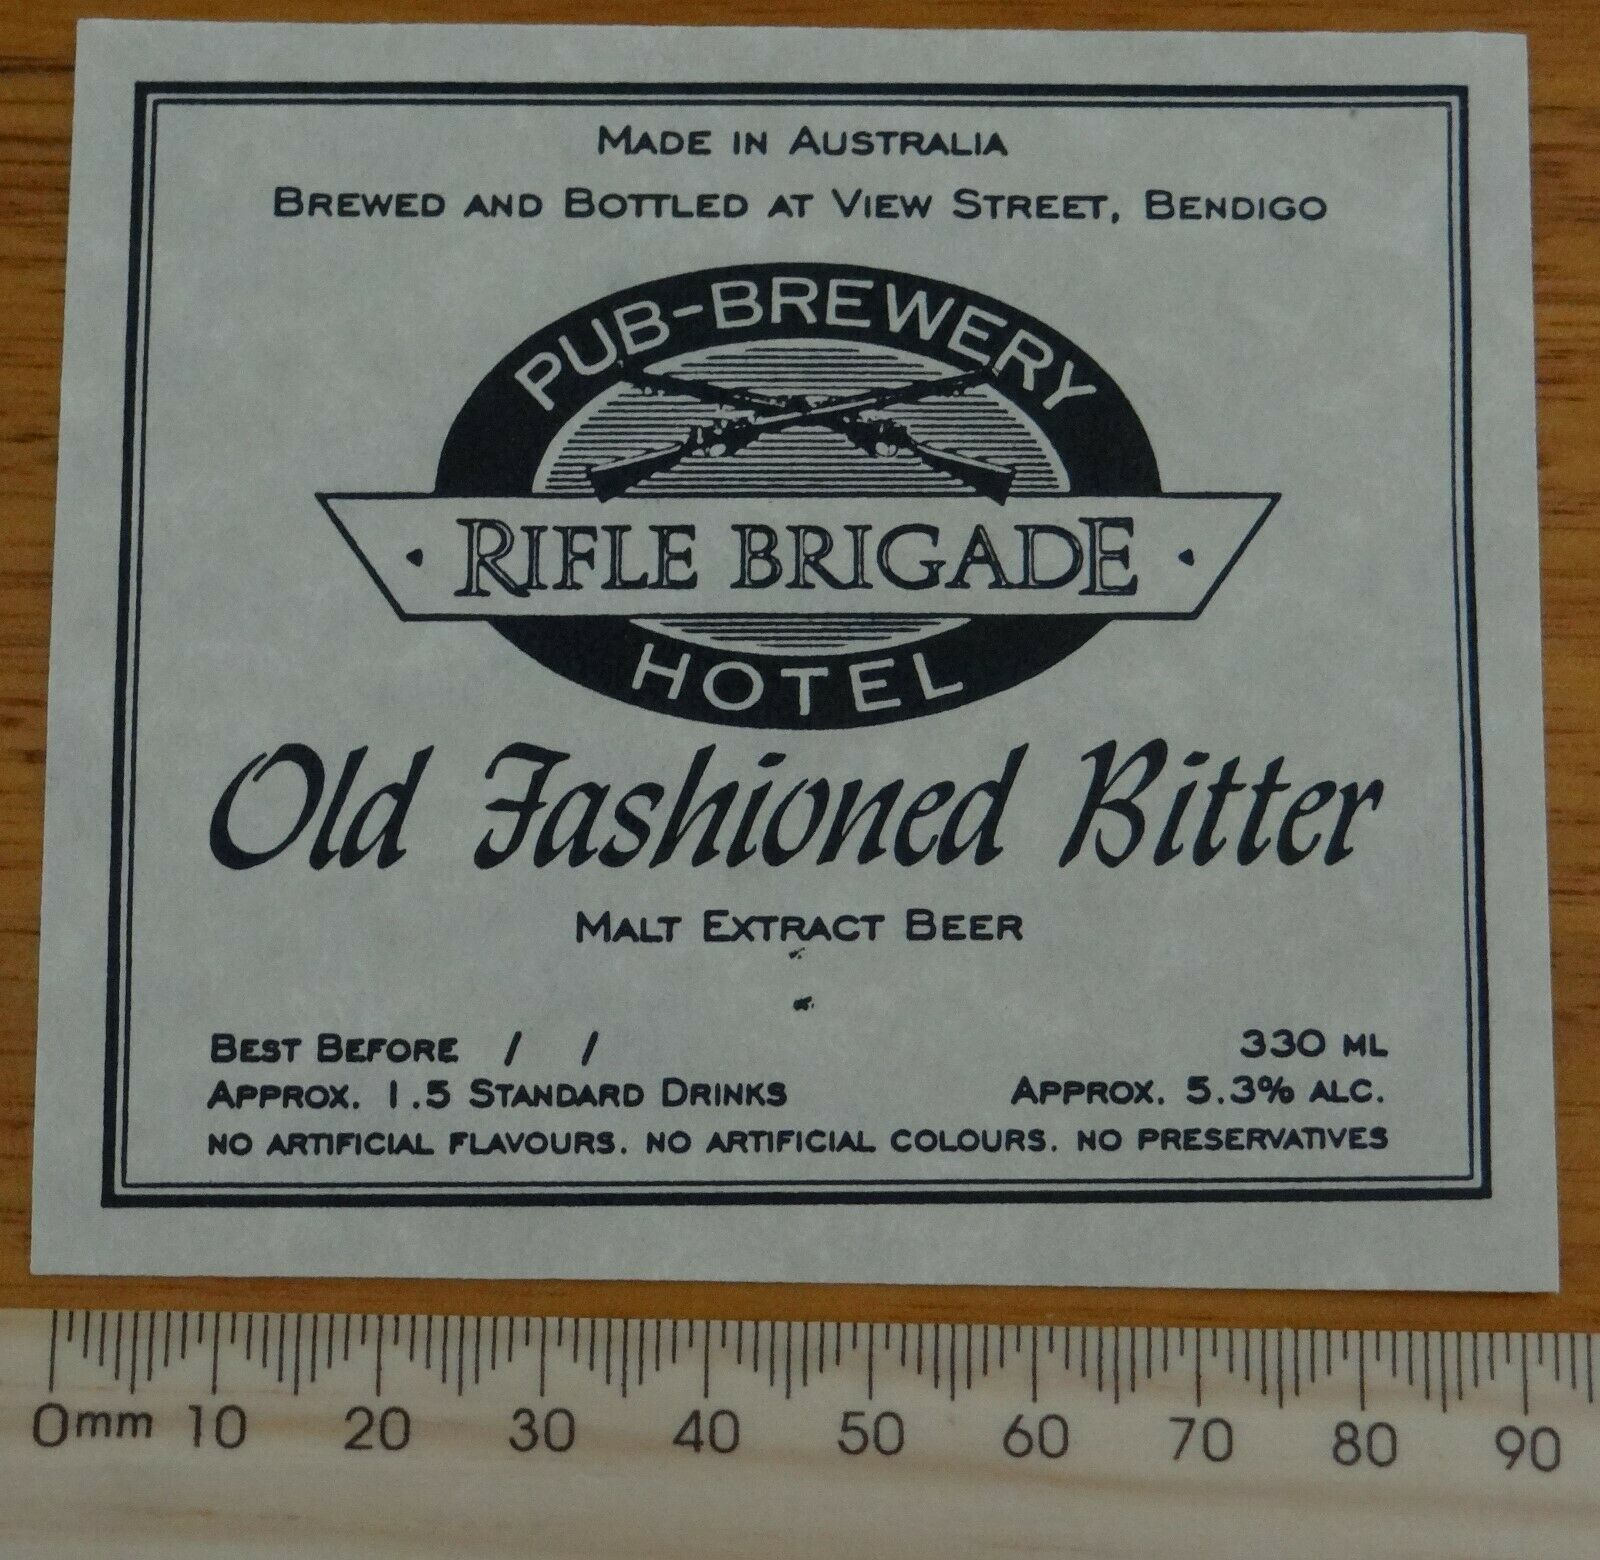 MADE IN AUSTRALIA
BREWED AND BOTTLED AT VIEW STREET, BENDIGO
PUB-BREWERY
· RIFLE BRIGADE ·
HOTEL
Old Fashioned Bitter
MALT EXTRACT BEER
BEST BEFORE / /
330 ML
APPROX. 1.5 STANDARD DRINKS
APPROX. 5.3% ALC.
NO ARTIFICIAL FLAVOURS. NO ARTIFICIAL COLOURS. NO PRESERVATIVES
0mm 10 20 30 40 50 60 70 80 90